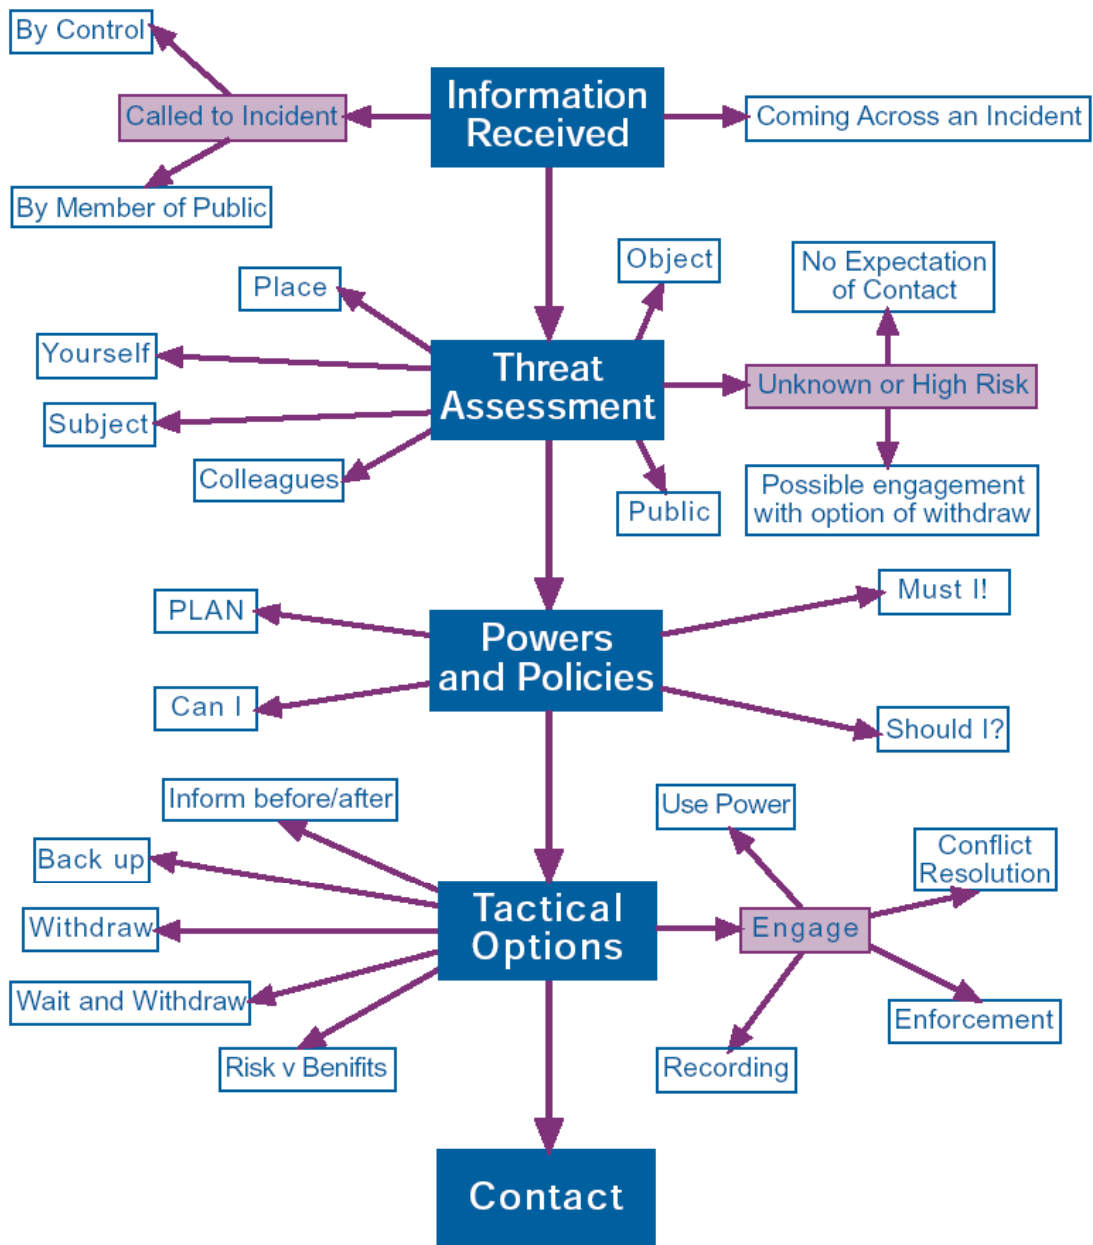 By Control
Information
Received
Called to Incident
Coming Across an Incident
By Member of Public
Object
No Expectation
of Contact
Place
Yourself
Threat
Assessment
Unknown or High Risk
Subject
Colleagues
Possible engagement
with option of withdraw
Public
Must I!
PLAN
Powers
and Policies
Can I
Should I?
Inform before/after
Use Power
Back up
Conflict
Resolution
Tactical
Options
Withdraw
Engage
Wait and Withdraw
Enforcement
Risk v Benifits
Recording
Contact